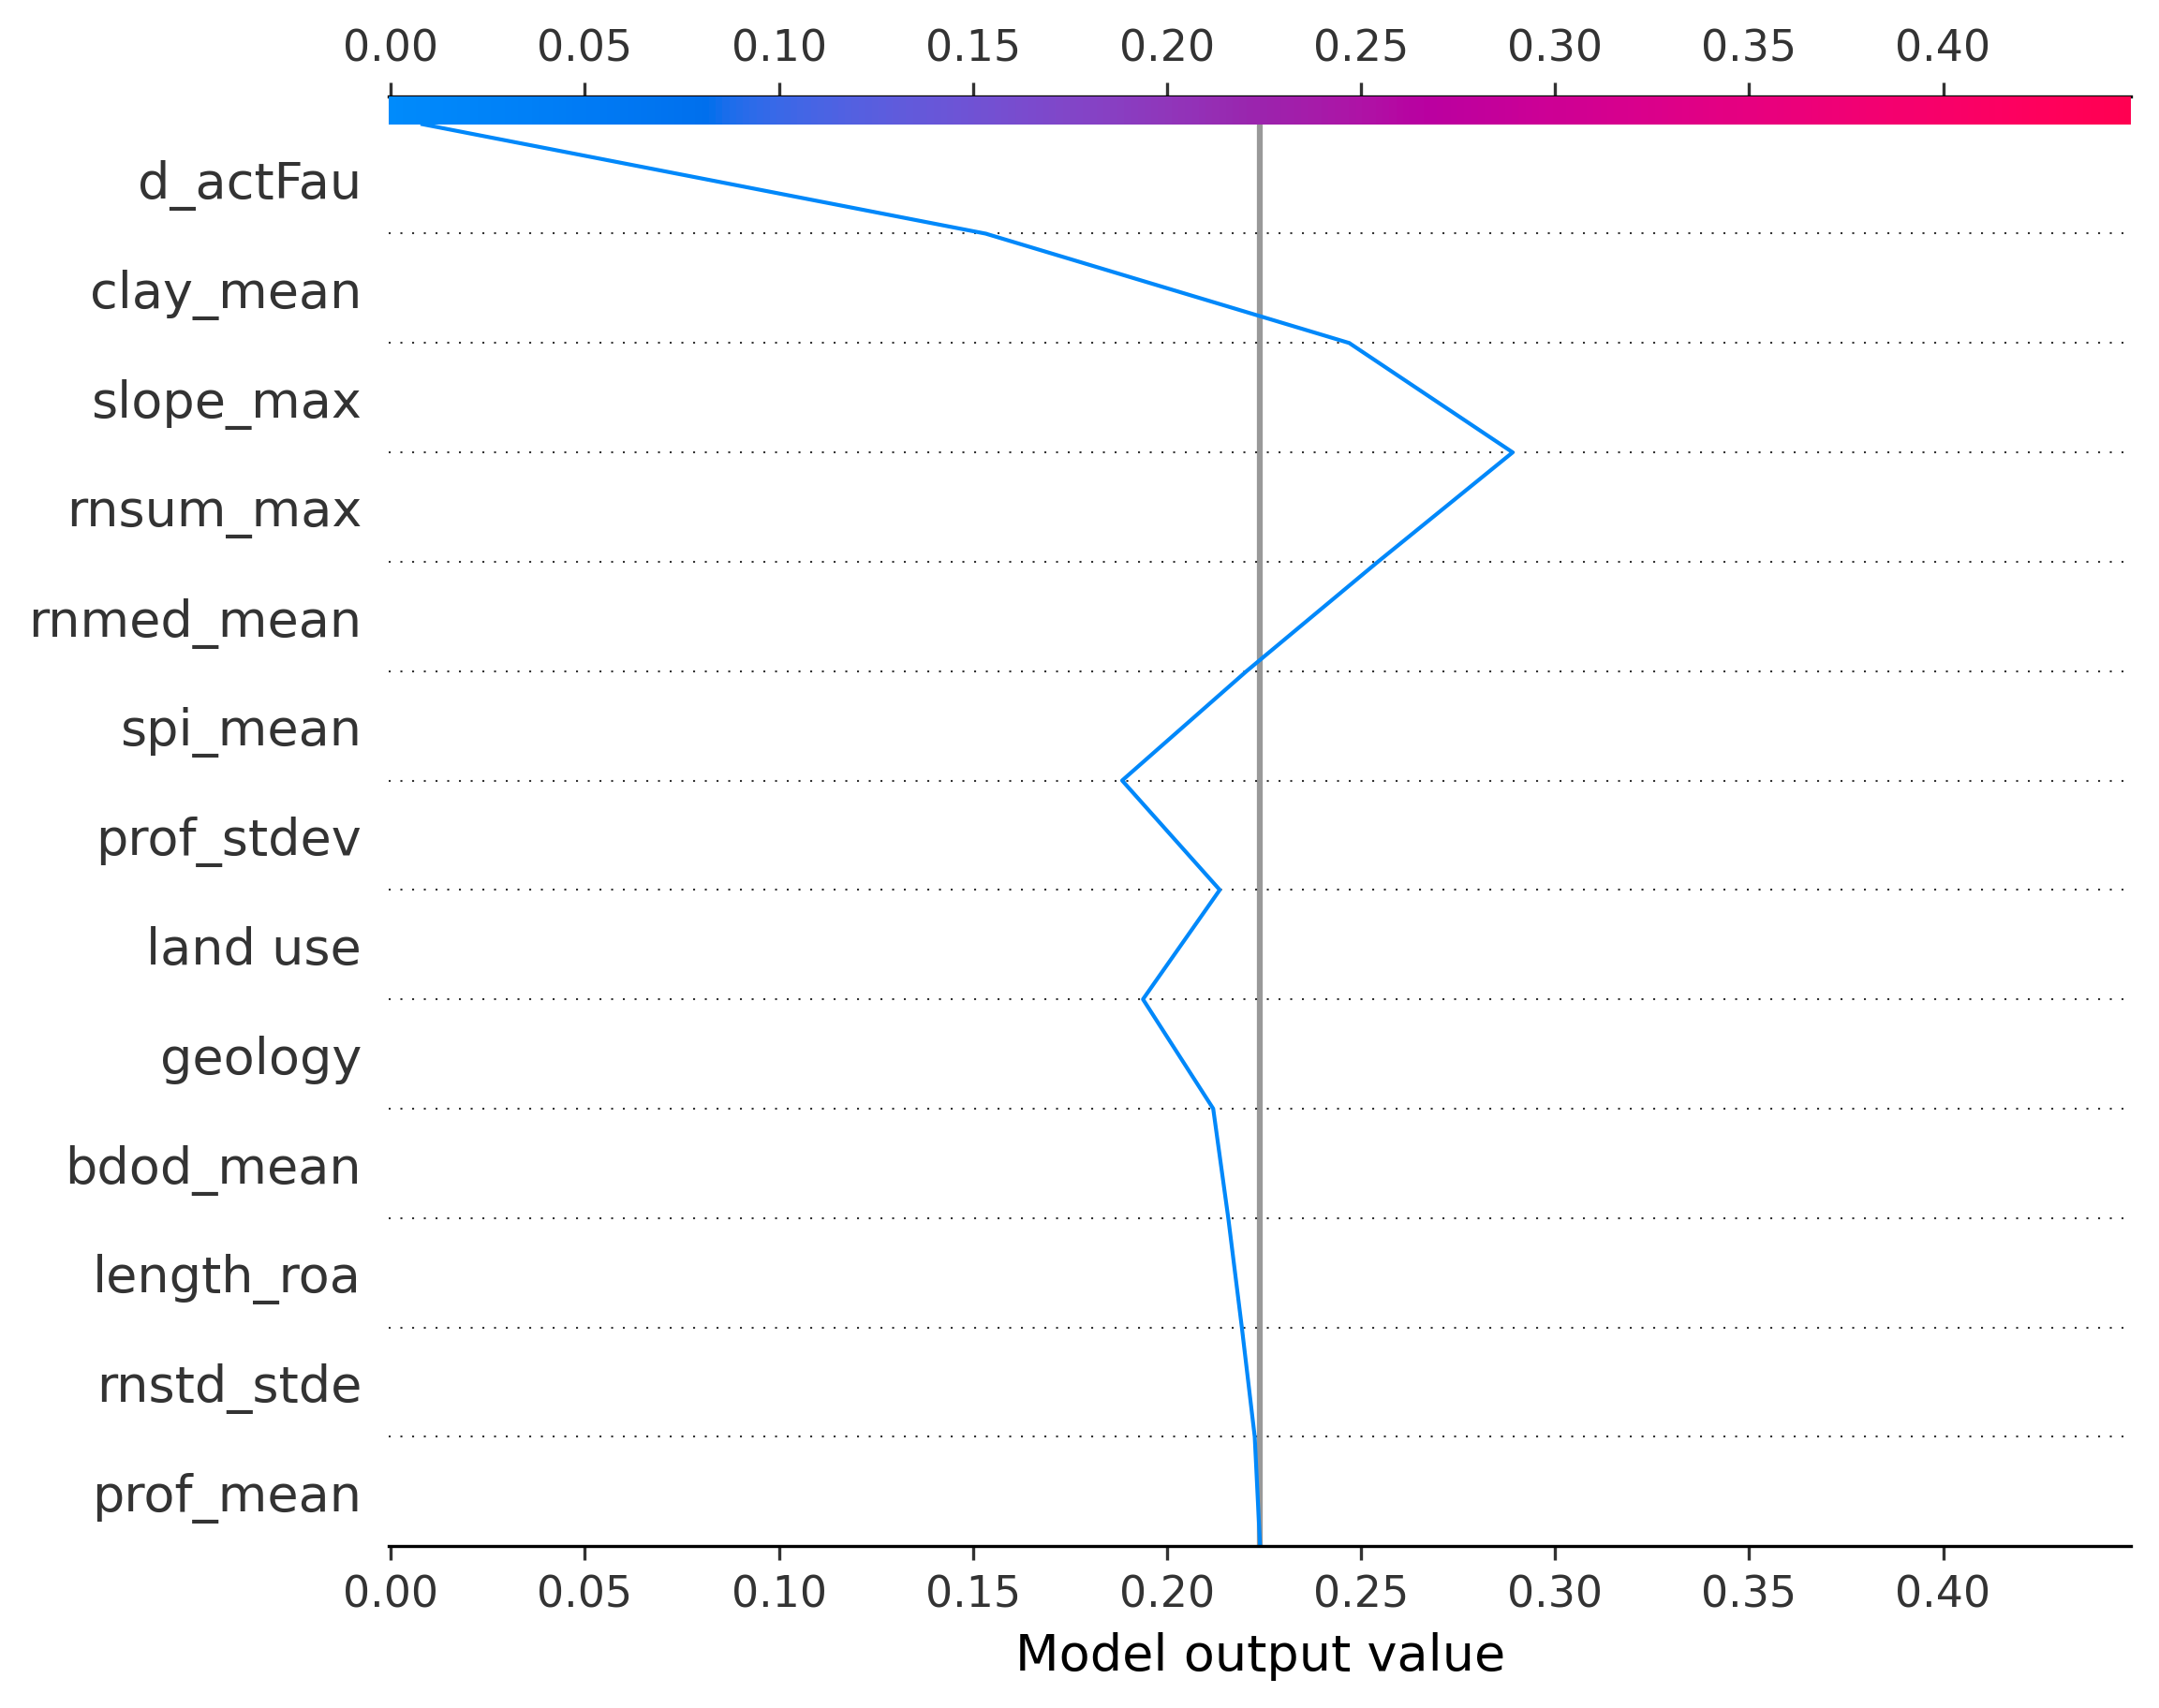 0.00 0.05 0.10 0.15 0.20 0.25 0.30 0.35 0.40
d_actFau
clay_mean
slope_max
rnsum_max
rnmed_mean
spi_mean
prof_stdev
land use
geology
bdod_mean
length_roa
rnstd_stde
prof_mean
0.00 0.05 0.10 0.15 0.20 0.25 0.30 0.35 0.40
Model output value